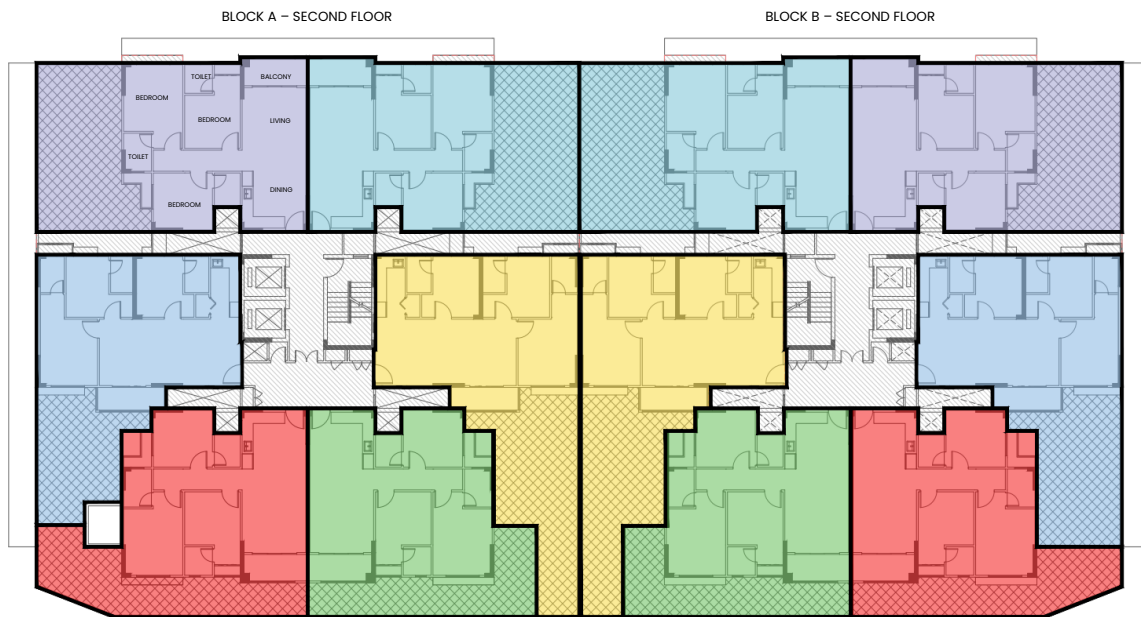 BLOCK A – SECOND FLOOR
BLOCK B – SECOND FLOOR
TOILET
BALCONY
BEDROOM
BEDROOM
LIVING
TOILET
DINING
BEDROOM